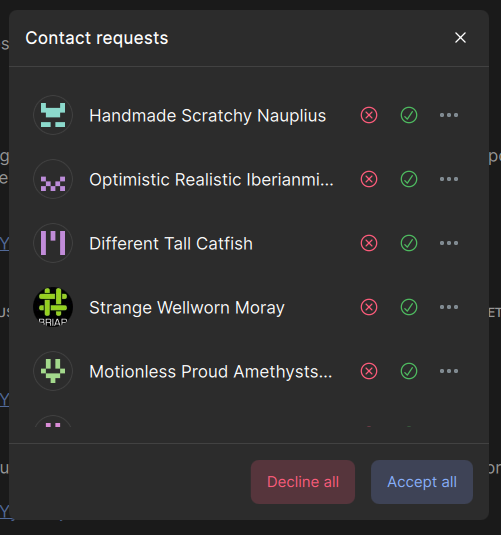 Contact requests
Handmade Scratchy Nauplius
Optimistic Realistic Iberianmi...
Different Tall Catfish
Strange Wellworn Moray
BRIAR
Motionless Proud Amethysts...
Decline all
Accept all